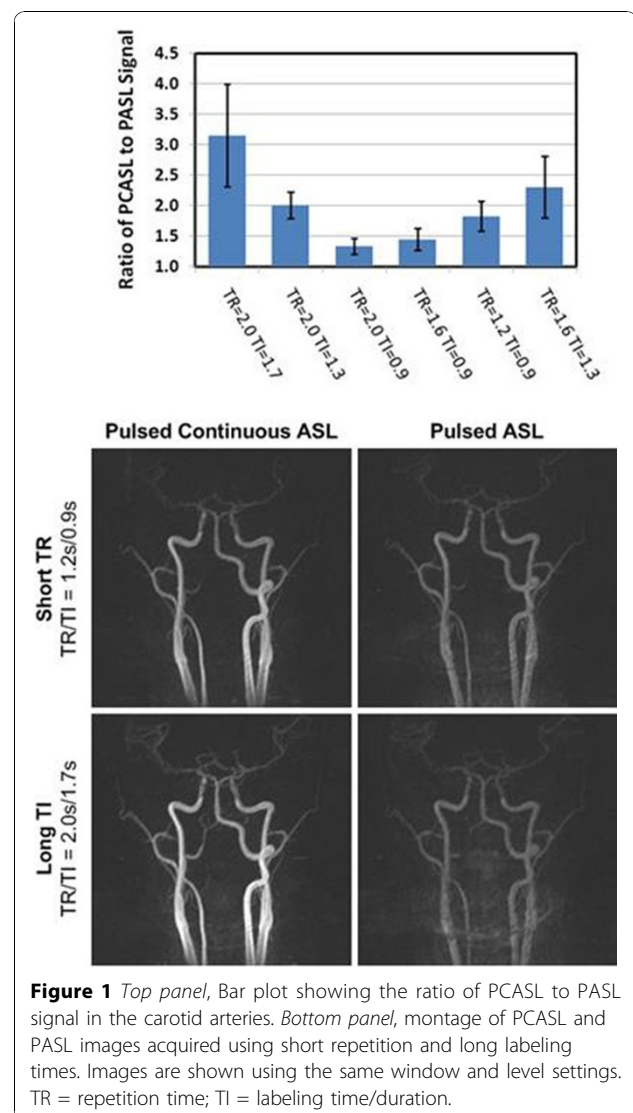 Ratio of PCASL to PASL Signal
4.5
4.0
3.5
3.0
2.5
2.0
1.5
1.0
TR=2.0 TI=1.7
TR=2.0 TI=1.3
TR=2.0 TI=0.9
TR=1.6 TI=0.9
TR=1.2 TI=0.9
TR=1.6 TI=1.3
Pulsed Continuous ASL
Pulsed ASL
Short TR
TR/TI = 1.2s/0.9s
Long TI
TR/TI = 2.0s/1.7s
Figure 1 Top panel, Bar plot showing the ratio of PCASL to PASL
signal in the carotid arteries. Bottom panel, montage of PCASL and
PASL images acquired using short repetition and long labeling
times. Images are shown using the same window and level settings.
TR = repetition time; TI = labeling time/duration.